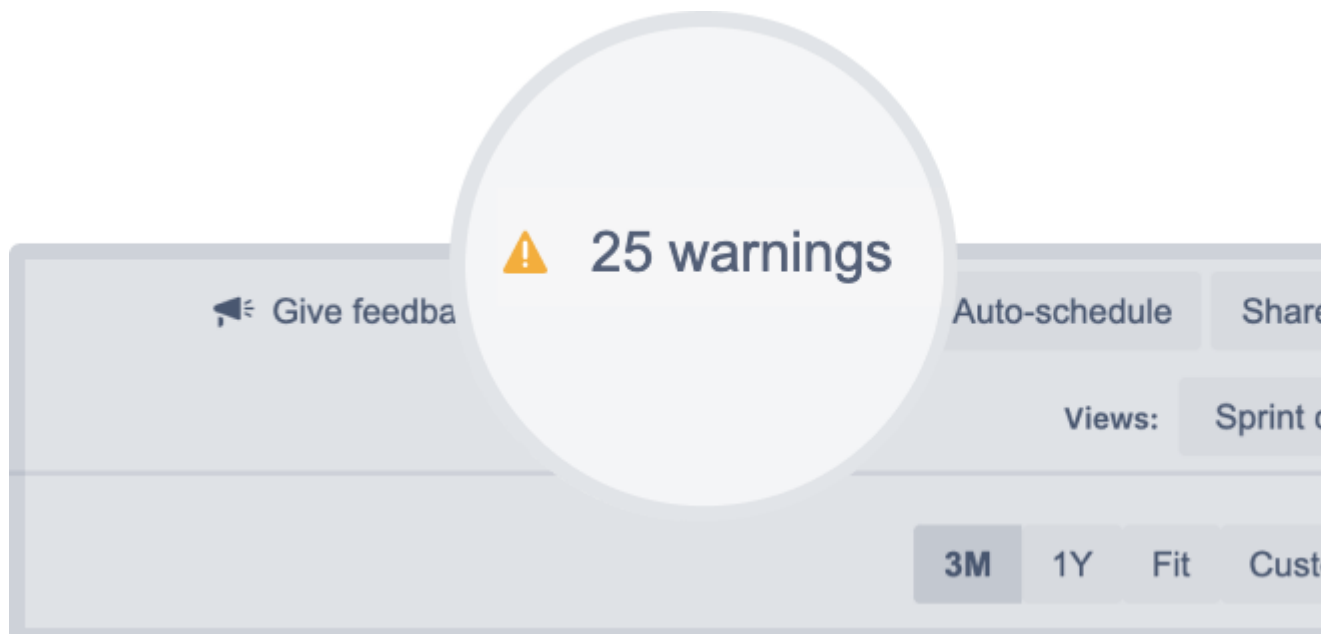 25 warnings
Give feedba
Auto-schedule
Share
Views:
Sprint
3M
1Y
Fit
Cust